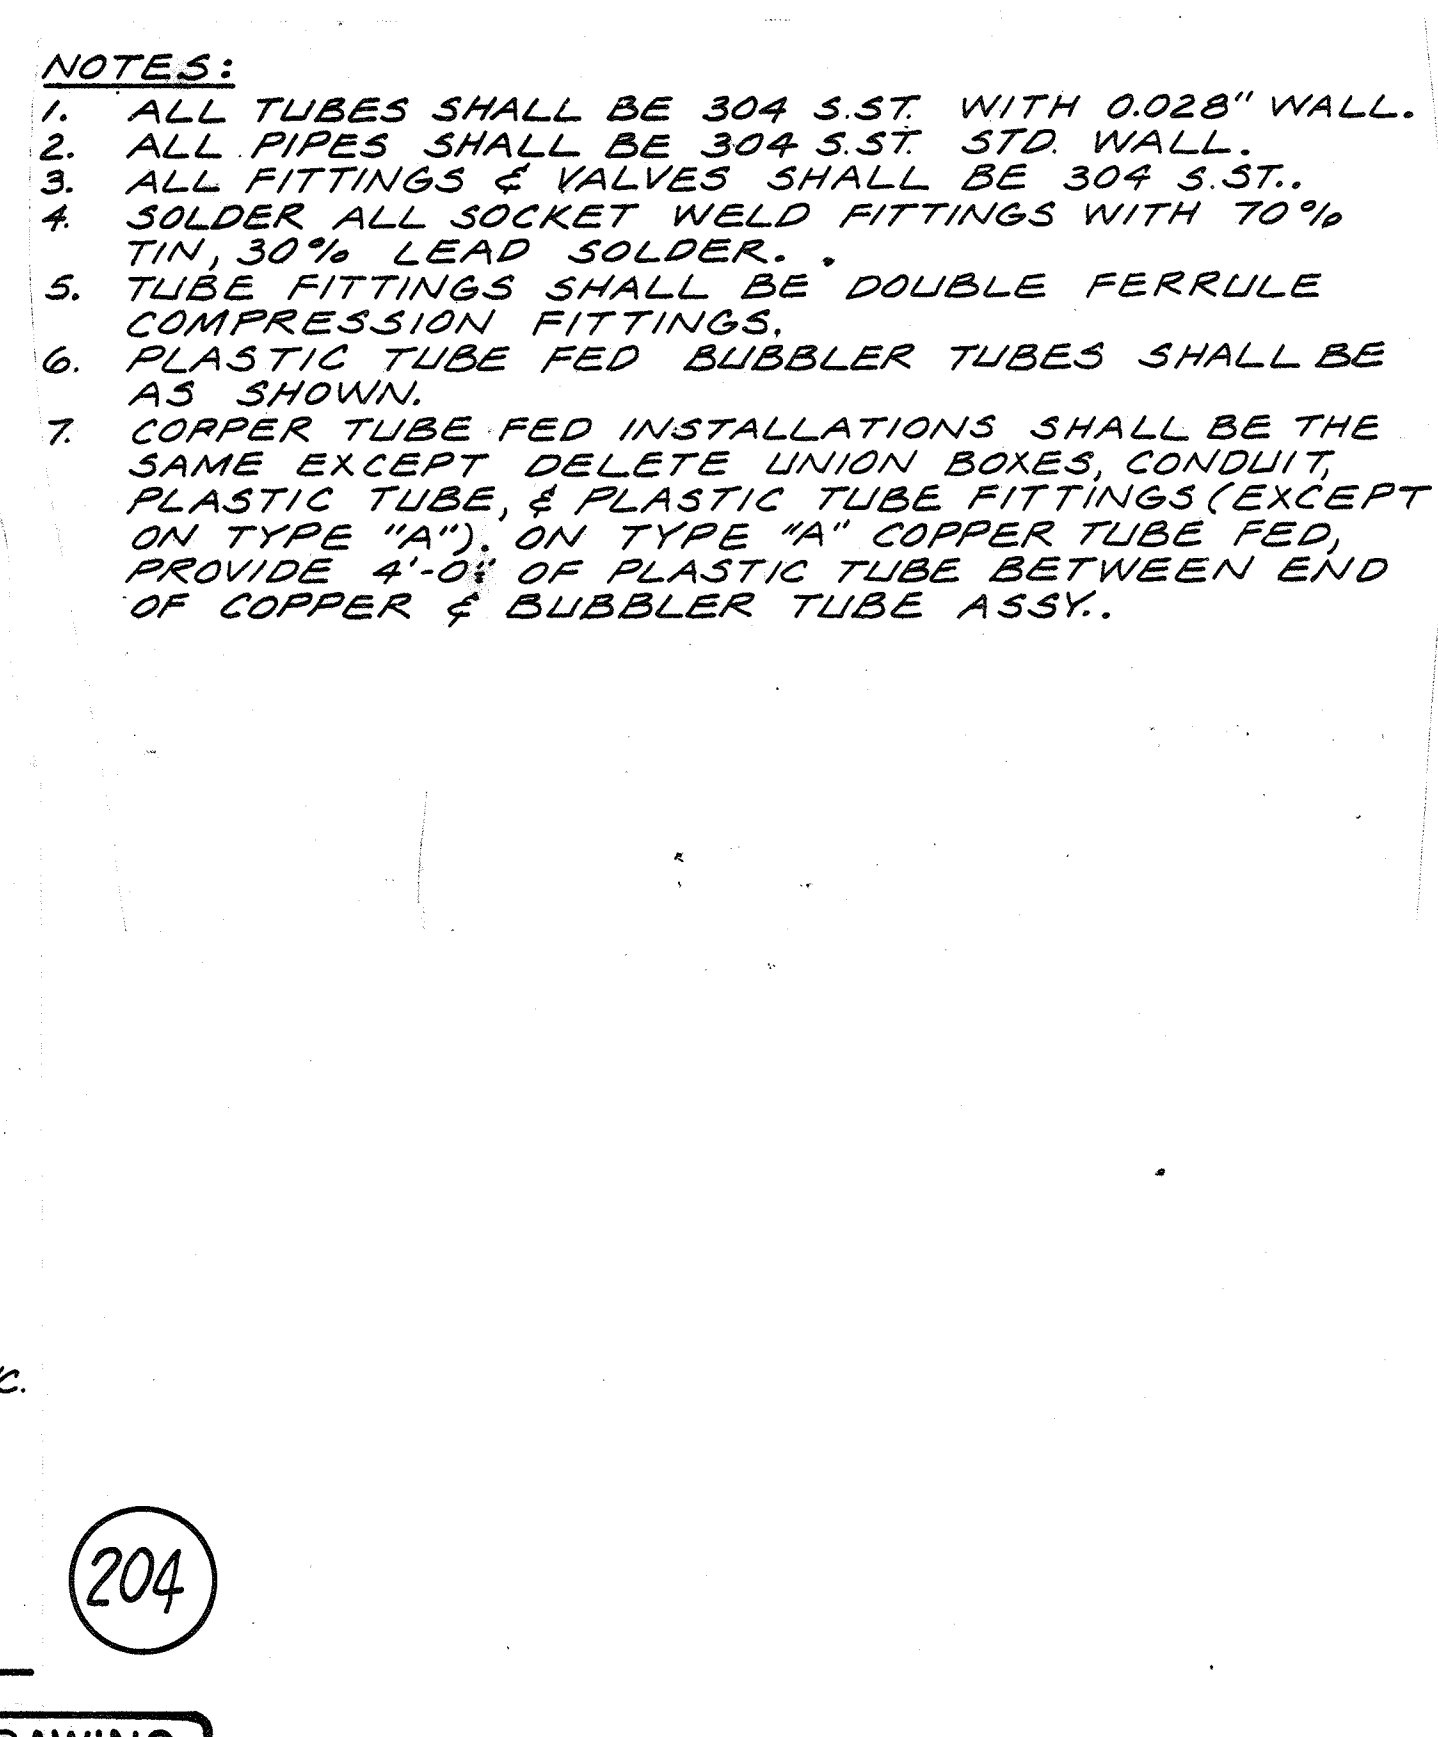 NOTES:
1. ALL TUBES SHALL BE 304 S.ST. WITH 0.028" WALL.
2. ALL PIPES SHALL BE 304 S.ST. STD. WALL.
3. ALL FITTINGS & VALVES SHALL BE 304 S.ST..
4. SOLDER ALL SOCKET WELD FITTINGS WITH 70%
TIN, 30% LEAD SOLDER.
5. TUBE FITTINGS SHALL BE DOUBLE FERRULE
COMPRESSION FITTINGS.
6. PLASTIC TUBE FED BUBBLER TUBES SHALL BE
AS SHOWN.
7. COPPER TUBE FED INSTALLATIONS SHALL BE THE
SAME EXCEPT DELETE UNION BOXES, CONDUIT,
PLASTIC TUBE, & PLASTIC TUBE FITTINGS (EXCEPT
ON TYPE "A"). ON TYPE "A" COPPER TUBE FED,
PROVIDE 4'-0" OF PLASTIC TUBE BETWEEN END
OF COPPER & BUBBLER TUBE ASSY..
204